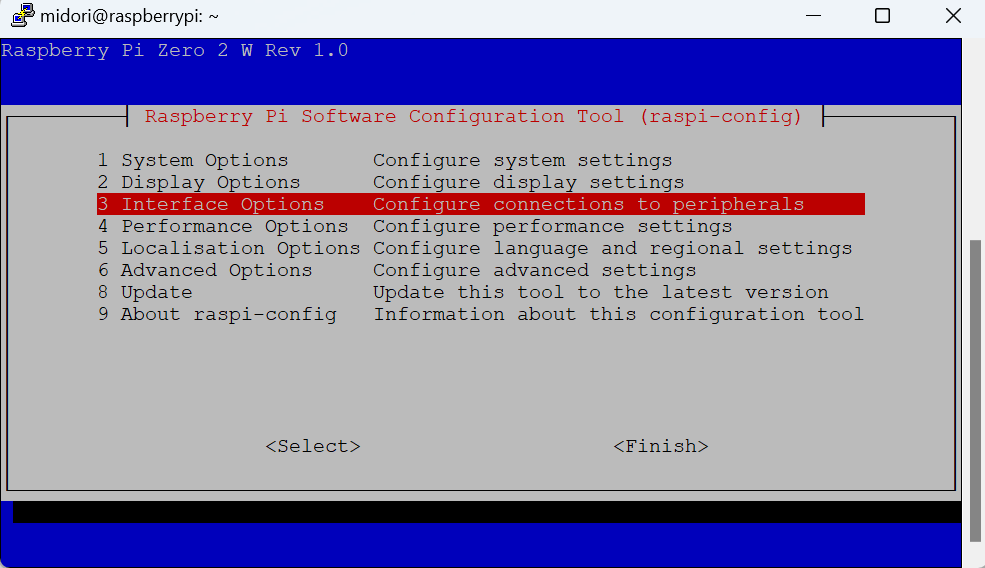 midori@raspberrypi: ~
Raspberry Pi Zero 2 W Rev 1.0
Raspberry Pi Software Configuration Tool (raspi-config)
1 System Options Configure system settings
2 Display Options Configure display settings
3 Interface Options Configure connections to peripherals
4 Performance Options Configure performance settings
5 Localisation Options Configure language and regional settings
6 Advanced Options Configure advanced settings
8 Update Update this tool to the latest version
9 About raspi-config Information about this configuration tool
<Select> <Finish>